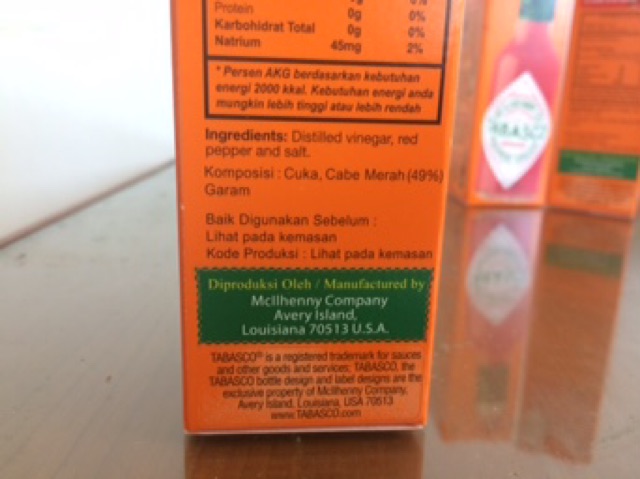 Protein 0g 0%
Karbohidrat Total 0g 0%
Natrium 45mg 2%
* Persen AKG berdasarkan kebutuhan
energi 2000 kkal. Kebutuhan energi anda
mungkin lebih tinggi atau lebih rendah
Ingredients: Distilled vinegar, red
pepper and salt.
Komposisi : Cuka, Cabe Merah (49%)
Garam
Baik Digunakan Sebelum :
Lihat pada kemasan
Kode Produksi : Lihat pada kemasan
Diproduksi Oleh / Manufactured by
McIlhenny Company
Avery Island,
Louisiana 70513 U.S.A.
TABASCO® is a registered trademark for sauces
and other goods and services; TABASCO, the
TABASCO bottle design and label designs are the
exclusive property of McIlhenny Company,
Avery Island, Louisiana, USA 70513
www.TABASCO.com
TABASCO